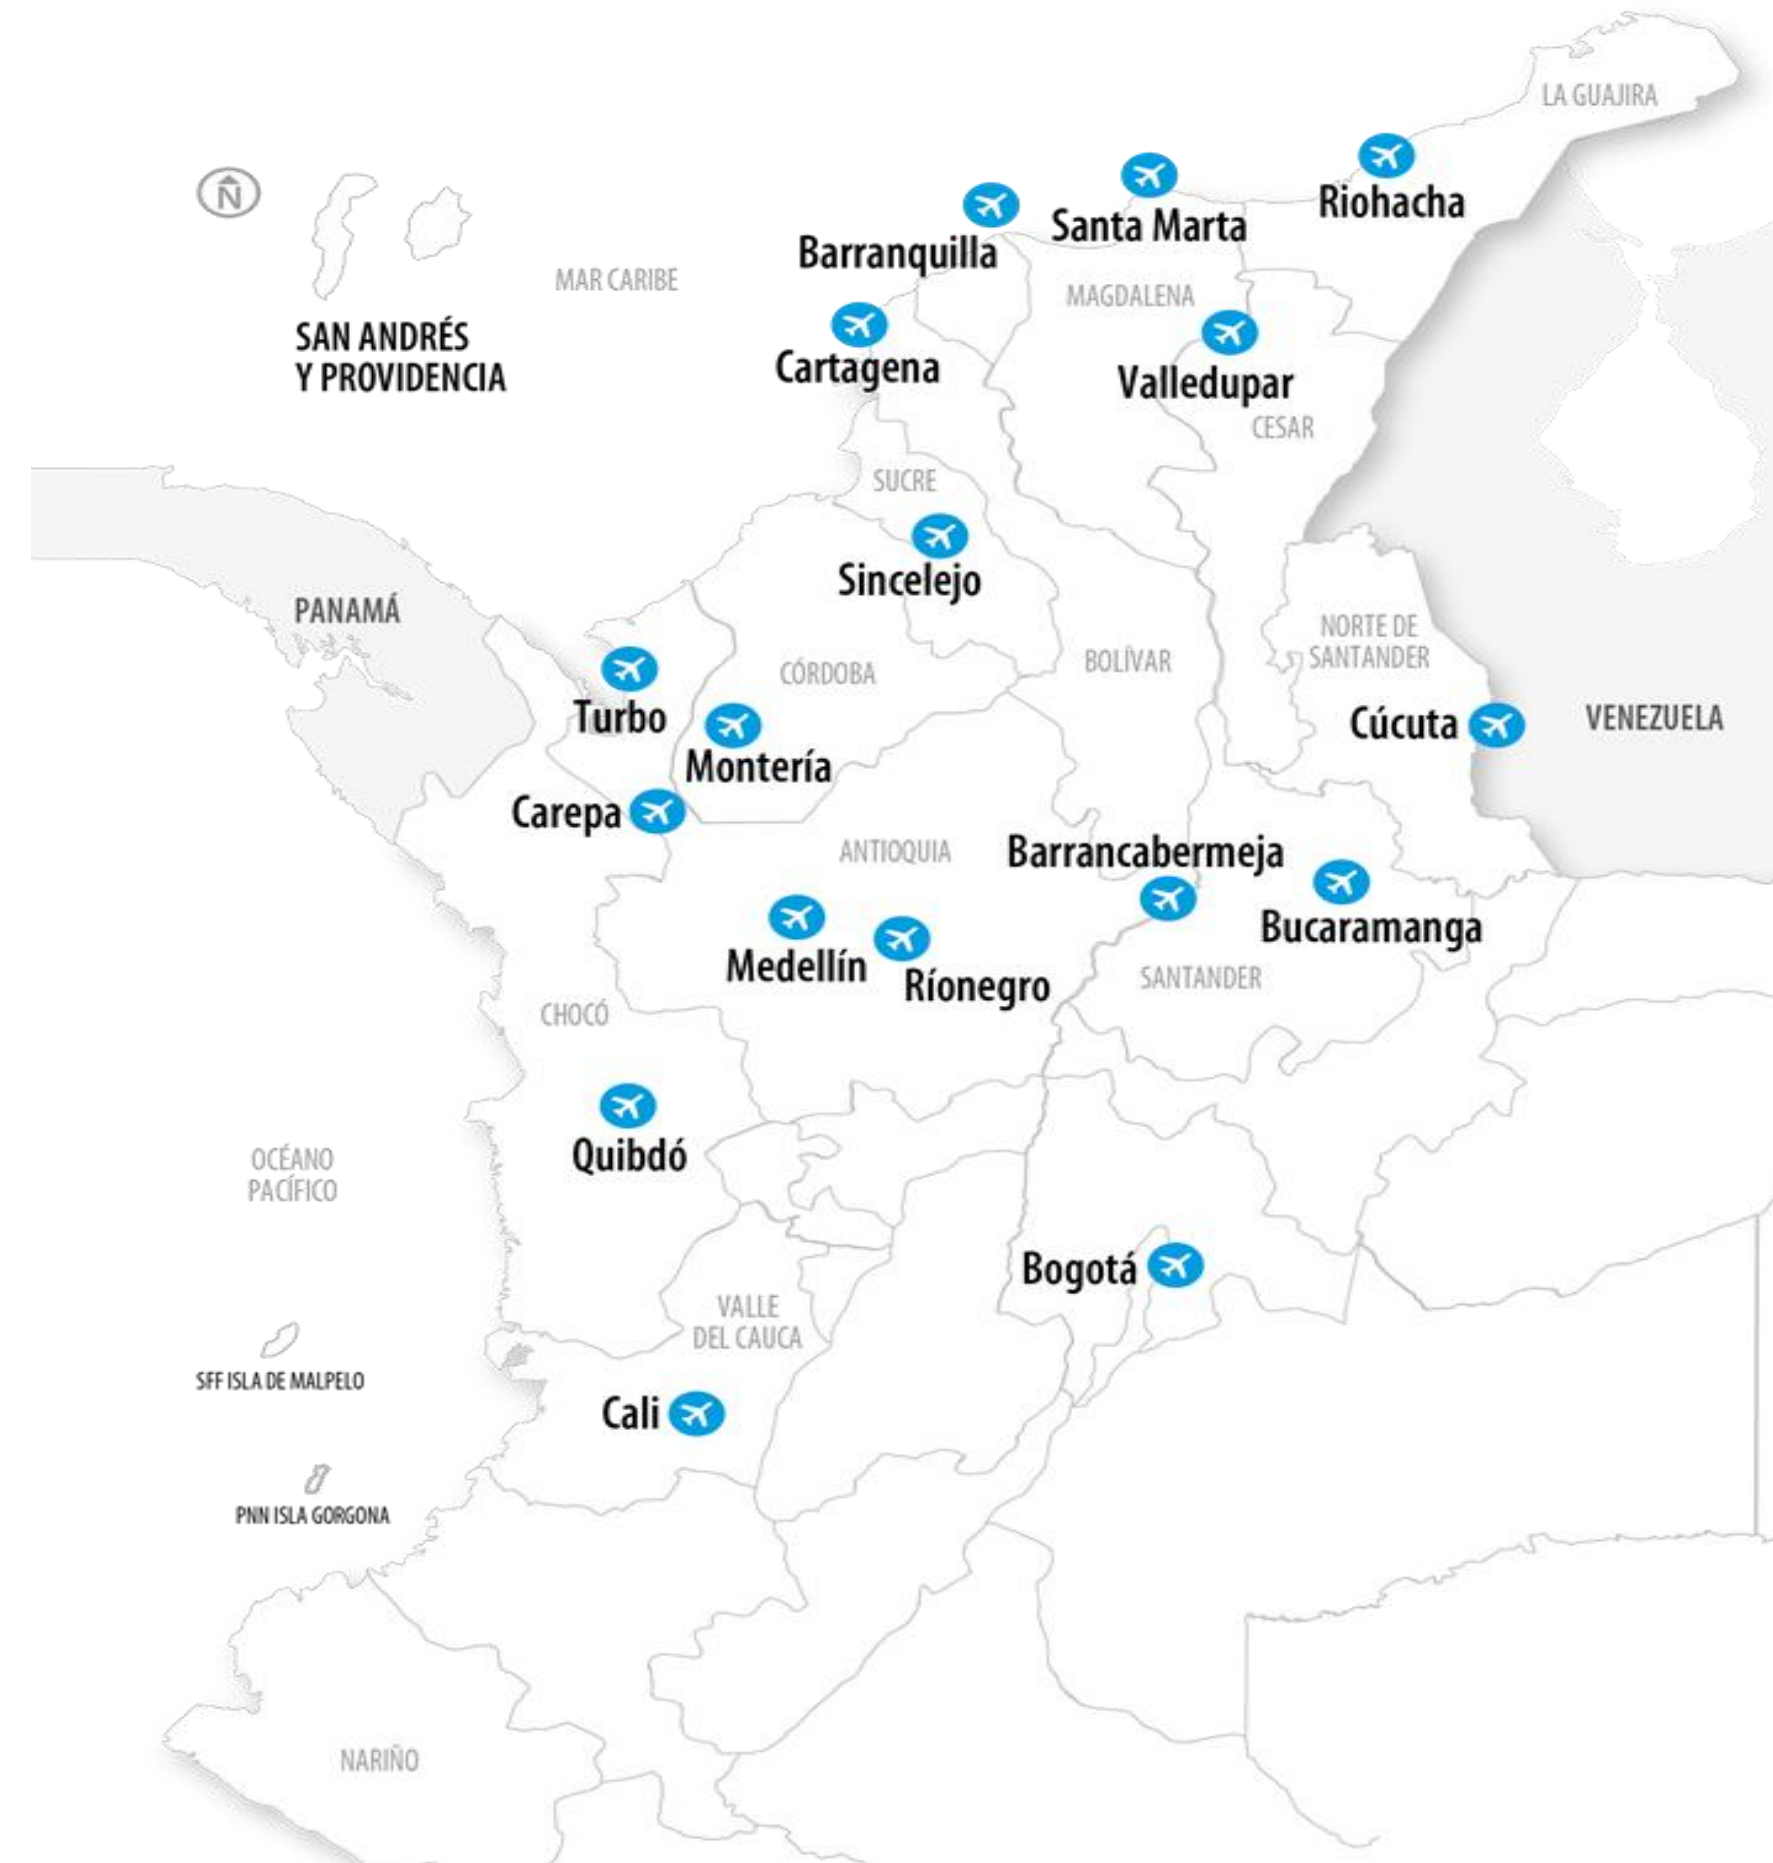 LA GUAJIRA
Riohacha
Santa Marta
Barranquilla
N
MAR CARIBE
MAGDALENA
SAN ANDRÉS
Y PROVIDENCIA
Cartagena
Valledupar
CESAR
SUCRE
Sincelejo
PANAMÁ
NORTE DE
SANTANDER
BOLÍVAR
CÓRDOBA
Turbo
Cúcuta
VENEZUELA
Montería
Carepa
ANTIOQUIA
Barrancabermeja
Bucaramanga
Medellín
Ríonegro
SANTANDER
CHOCÓ
Quibdó
OCÉANO
PACÍFICO
Bogotá
VALLE
DEL CAUCA
SFF ISLA DE MALPELO
Cali
PNN ISLA GORGONA
NARIÑO